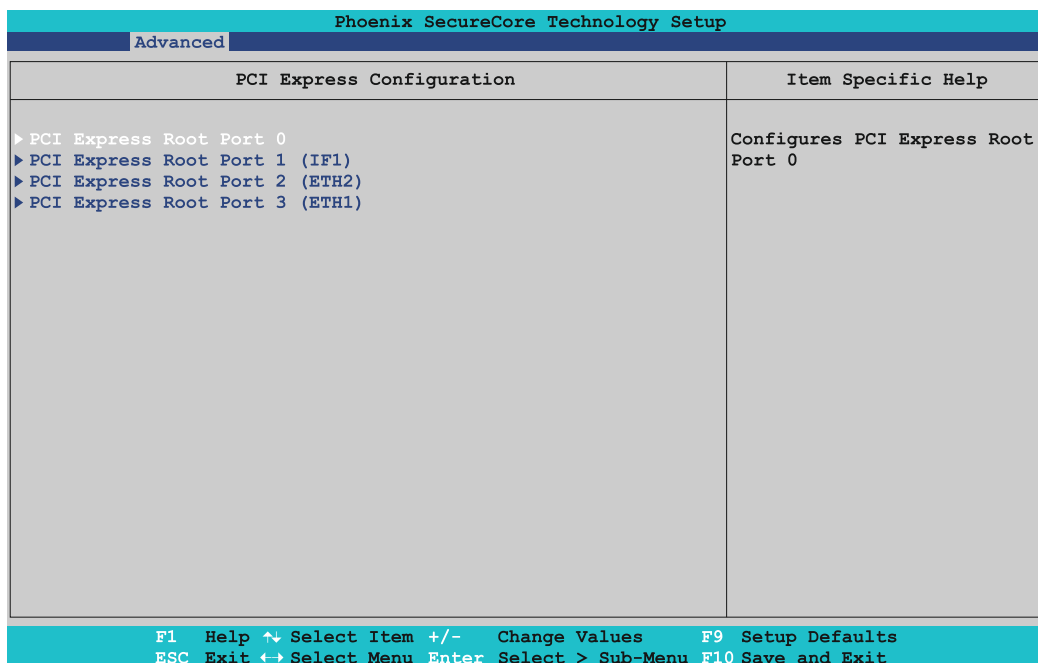 Phoenix SecureCore Technology Setup
Advanced
PCI Express Configuration
Item Specific Help
PCI Express Root Port 0
PCI Express Root Port 1 (IF1)
PCI Express Root Port 2 (ETH2)
PCI Express Root Port 3 (ETH1)
Configures PCI Express Root
Port 0
F1 Help ↑↓ Select Item +/- Change Values F9 Setup Defaults
ESC Exit ←→ Select Menu Enter Select > Sub-Menu F10 Save and Exit